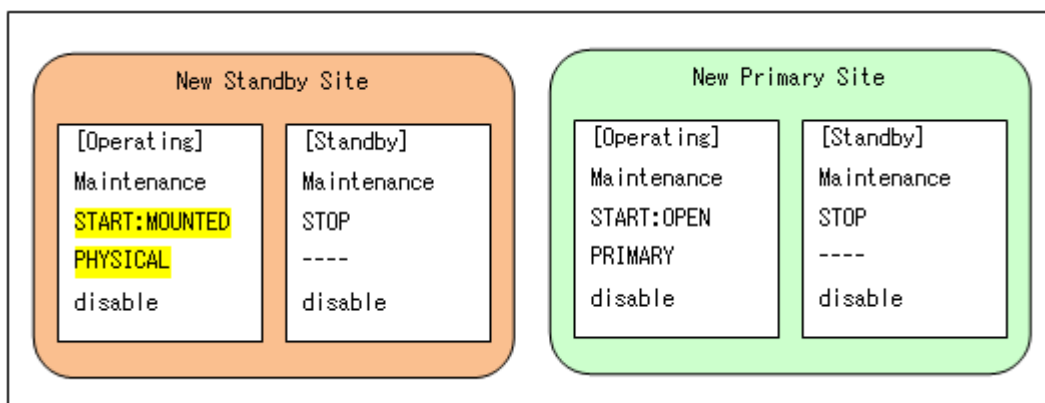 New Standby Site
[Operating]
Maintenance
START:MOUNTED
PHYSICAL
disable
[Standby]
Maintenance
STOP
----
disable
New Primary Site
[Operating]
Maintenance
START:OPEN
PRIMARY
disable
[Standby]
Maintenance
STOP
----
disable